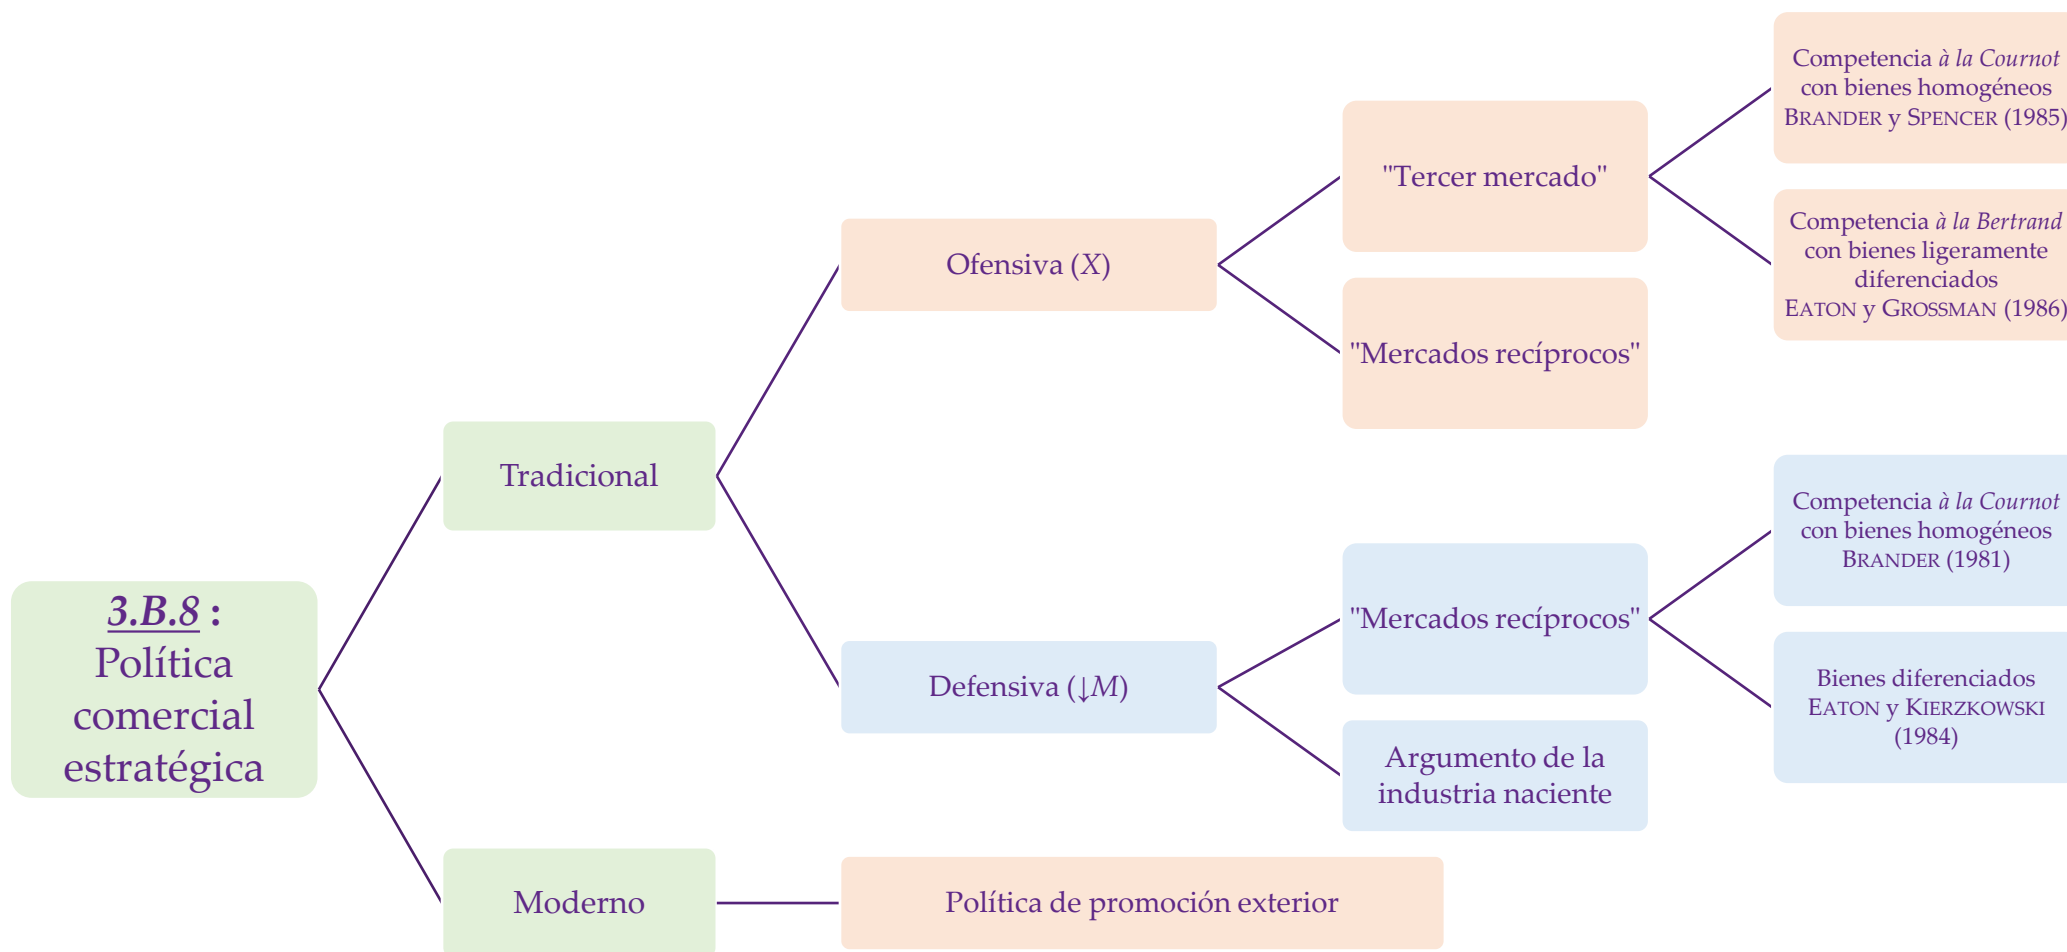 3.B.8 :
Política
comercial
estratégica
Tradicional
Ofensiva (X)
"Tercer mercado"
Competencia à la Cournot
con bienes homogéneos
BRANDER y SPENCER (1985)
Competencia à la Bertrand
con bienes ligeramente
diferenciados
EATON y GROSSMAN (1986)
"Mercados recíprocos"
Defensiva (↓M)
"Mercados recíprocos"
Competencia à la Cournot
con bienes homogéneos
BRANDER (1981)
Bienes diferenciados
EATON y KIERZKOWSKI
(1984)
Argumento de la
industria naciente
Moderno
Política de promoción exterior